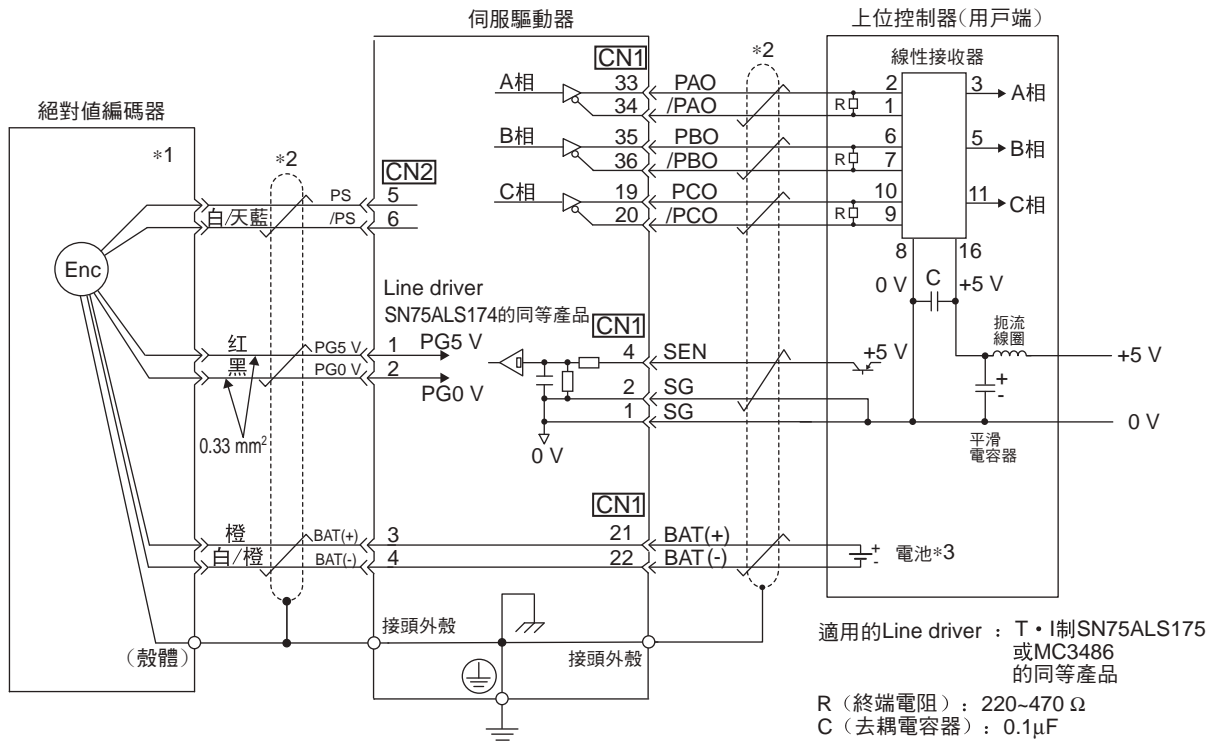 伺服驅動器
上位控制器(用戶端)
絕對值編碼器
*1
*2
CN2
PS 5
白/天藍 /PS 6
Enc
红 PG5 V 1 PG5 V
黑 PG0 V 2 PG0 V
0.33 mm²
橙 BAT(+) 3
白/橙 BAT(-) 4
(殼體)
接頭外殼
CN1
A相 33 PAO
34 /PAO
B相 35 PBO
36 /PBO
C相 19 PCO
20 /PCO
Line driver
SN75ALS174的同等產品
CN1
4 SEN
2 SG
1 SG
0 V
CN1
21 BAT(+)
22 BAT(-)
接頭外殼
*2
線性接收器
R 2 3 A相
1
R 6 5 B相
7
R 10 11 C相
9
8 16
0 V C +5 V
+5 V
扼流
線圈
+5 V
+
-
0 V
平滑
電容器
+
-
電池*3
適用的Line driver : T・I制SN75ALS175
或MC3486
的同等產品
R(終端電阻): 220~470 Ω
C(去耦電容器): 0.1µF